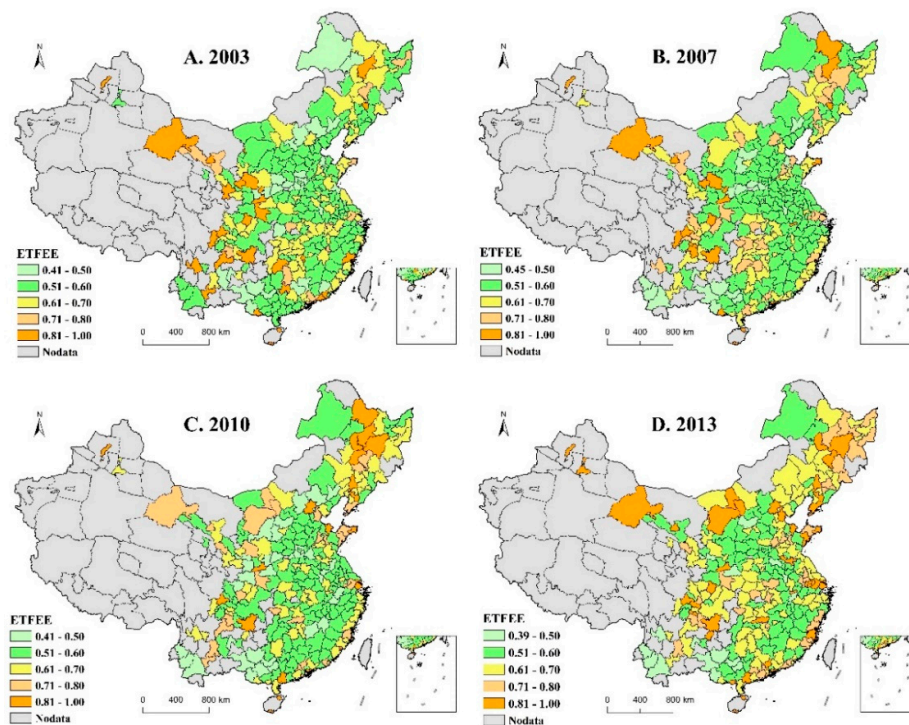 N
A. 2003
ETFEE
0.41 - 0.50
0.51 - 0.60
0.61 - 0.70
0.71 - 0.80
0.81 - 1.00
Nodata
0 400 800 km
N
B. 2007
ETFEE
0.45 - 0.50
0.51 - 0.60
0.61 - 0.70
0.71 - 0.80
0.81 - 1.00
Nodata
0 400 800 km
N
C. 2010
ETFEE
0.41 - 0.50
0.51 - 0.60
0.61 - 0.70
0.71 - 0.80
0.81 - 1.00
Nodata
0 400 800 km
N
D. 2013
ETFEE
0.39 - 0.50
0.51 - 0.60
0.61 - 0.70
0.71 - 0.80
0.81 - 1.00
Nodata
0 400 800 km